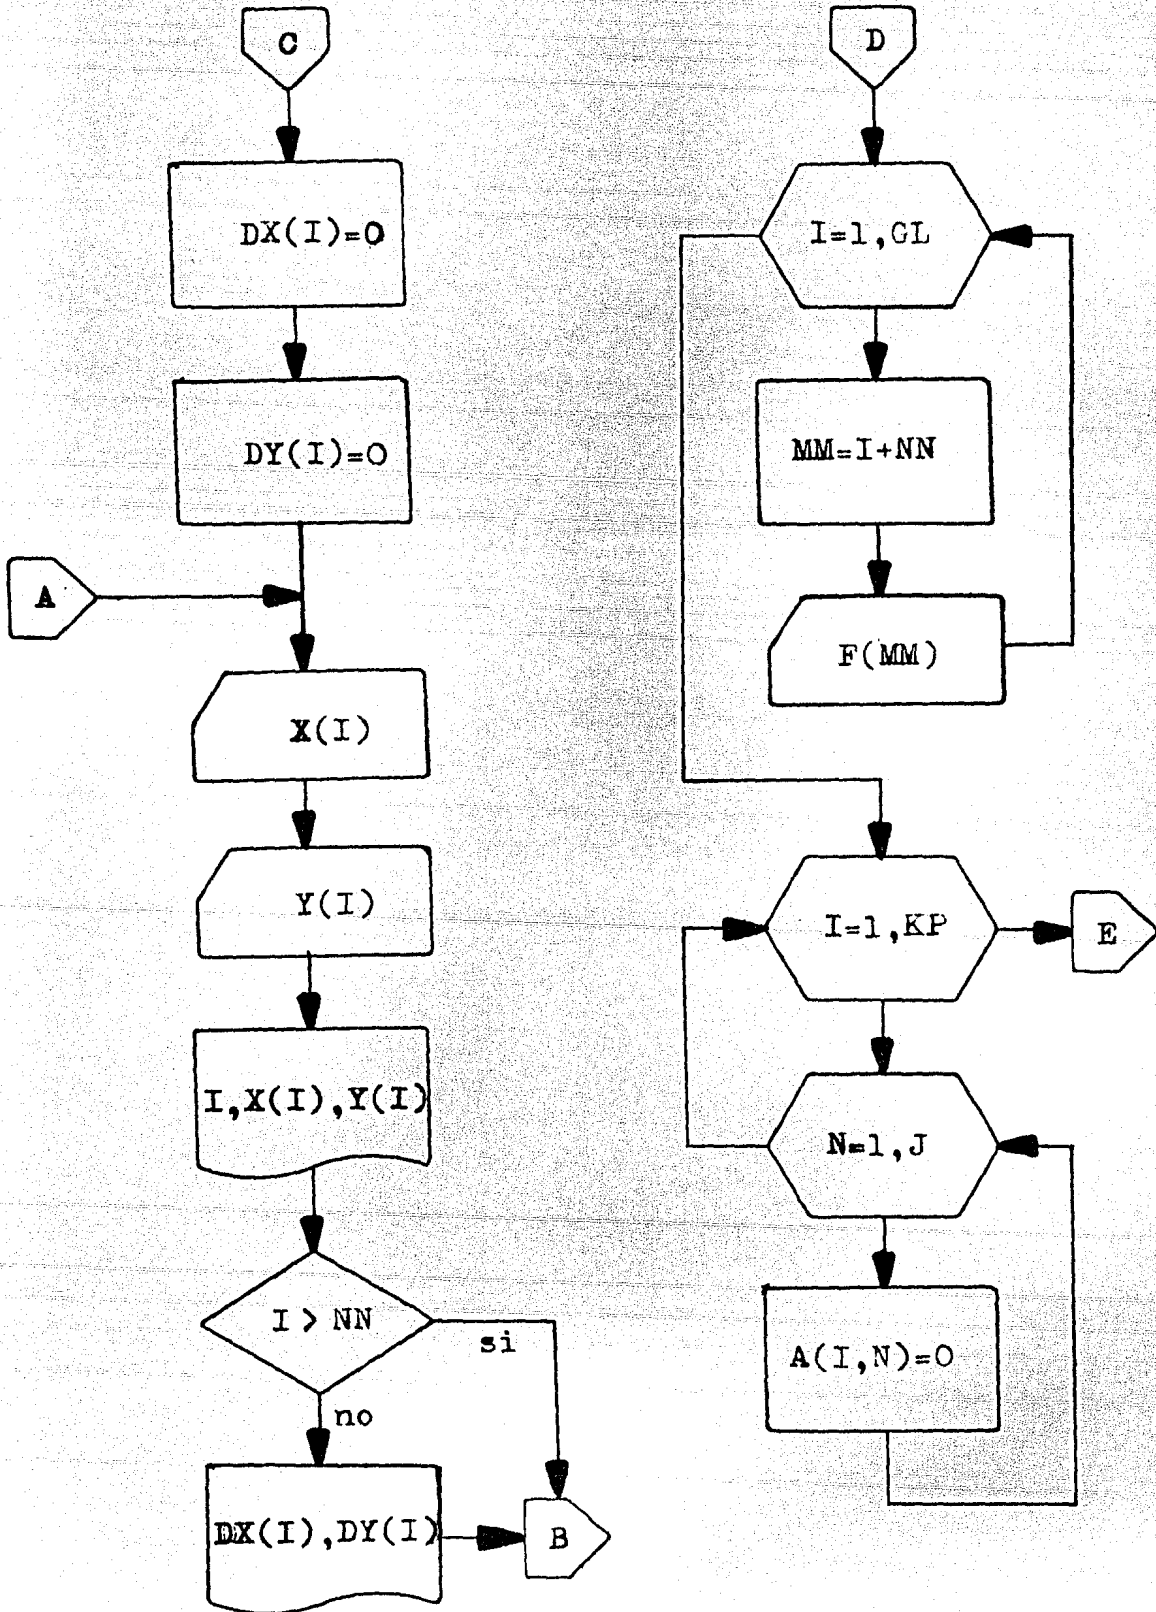 C
DX(I)=0
DY(I)=0
A
X(I)
Y(I)
I,X(I),Y(I)
I > NN
si
no
DX(I),DY(I)
B
D
I=1,GL
MM=I+NN
F(MM)
I=1,KP
E
N=1,J
A(I,N)=0